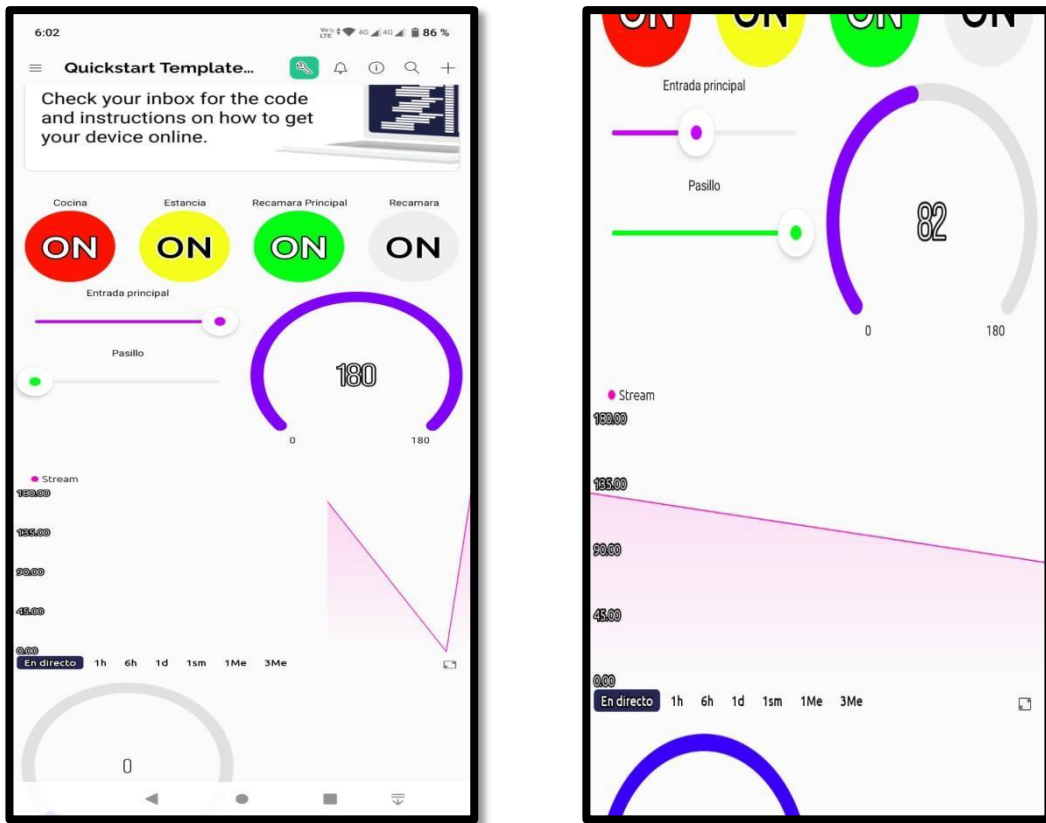 6:02
Vo%
LTE
4G 4G 86 %
Quickstart Template...
Check your inbox for the code
and instructions on how to get
your device online.
Cocina Estancia Recamara Principal Recamara
ON ON ON ON
Entrada principal
Pasillo
180
0 180
Stream
180.00
135.00
90.00
45.00
0.00
En directo 1h 6h 1d 1sm 1Me 3Me
0
ON ON ON ON
Entrada principal
Pasillo
82
0 180
Stream
180.00
135.00
90.00
45.00
0.00
En directo 1h 6h 1d 1sm 1Me 3Me